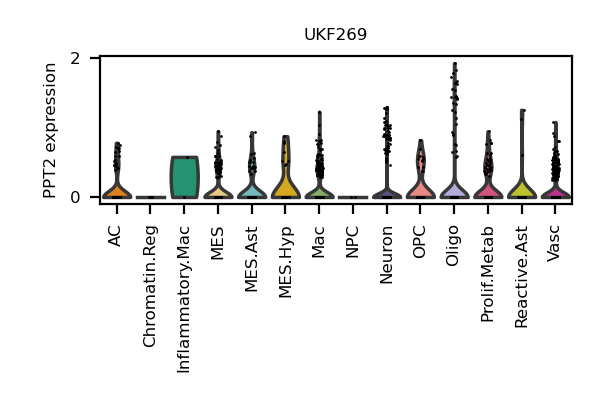 UKF269
PPT2 expression
2
0
AC
Chromatin.Reg
Inflammatory.Mac
MES
MES.Ast
MES.Hyp
Mac
NPC
Neuron
OPC
Oligo
Prolif.Metab
Reactive.Ast
Vasc